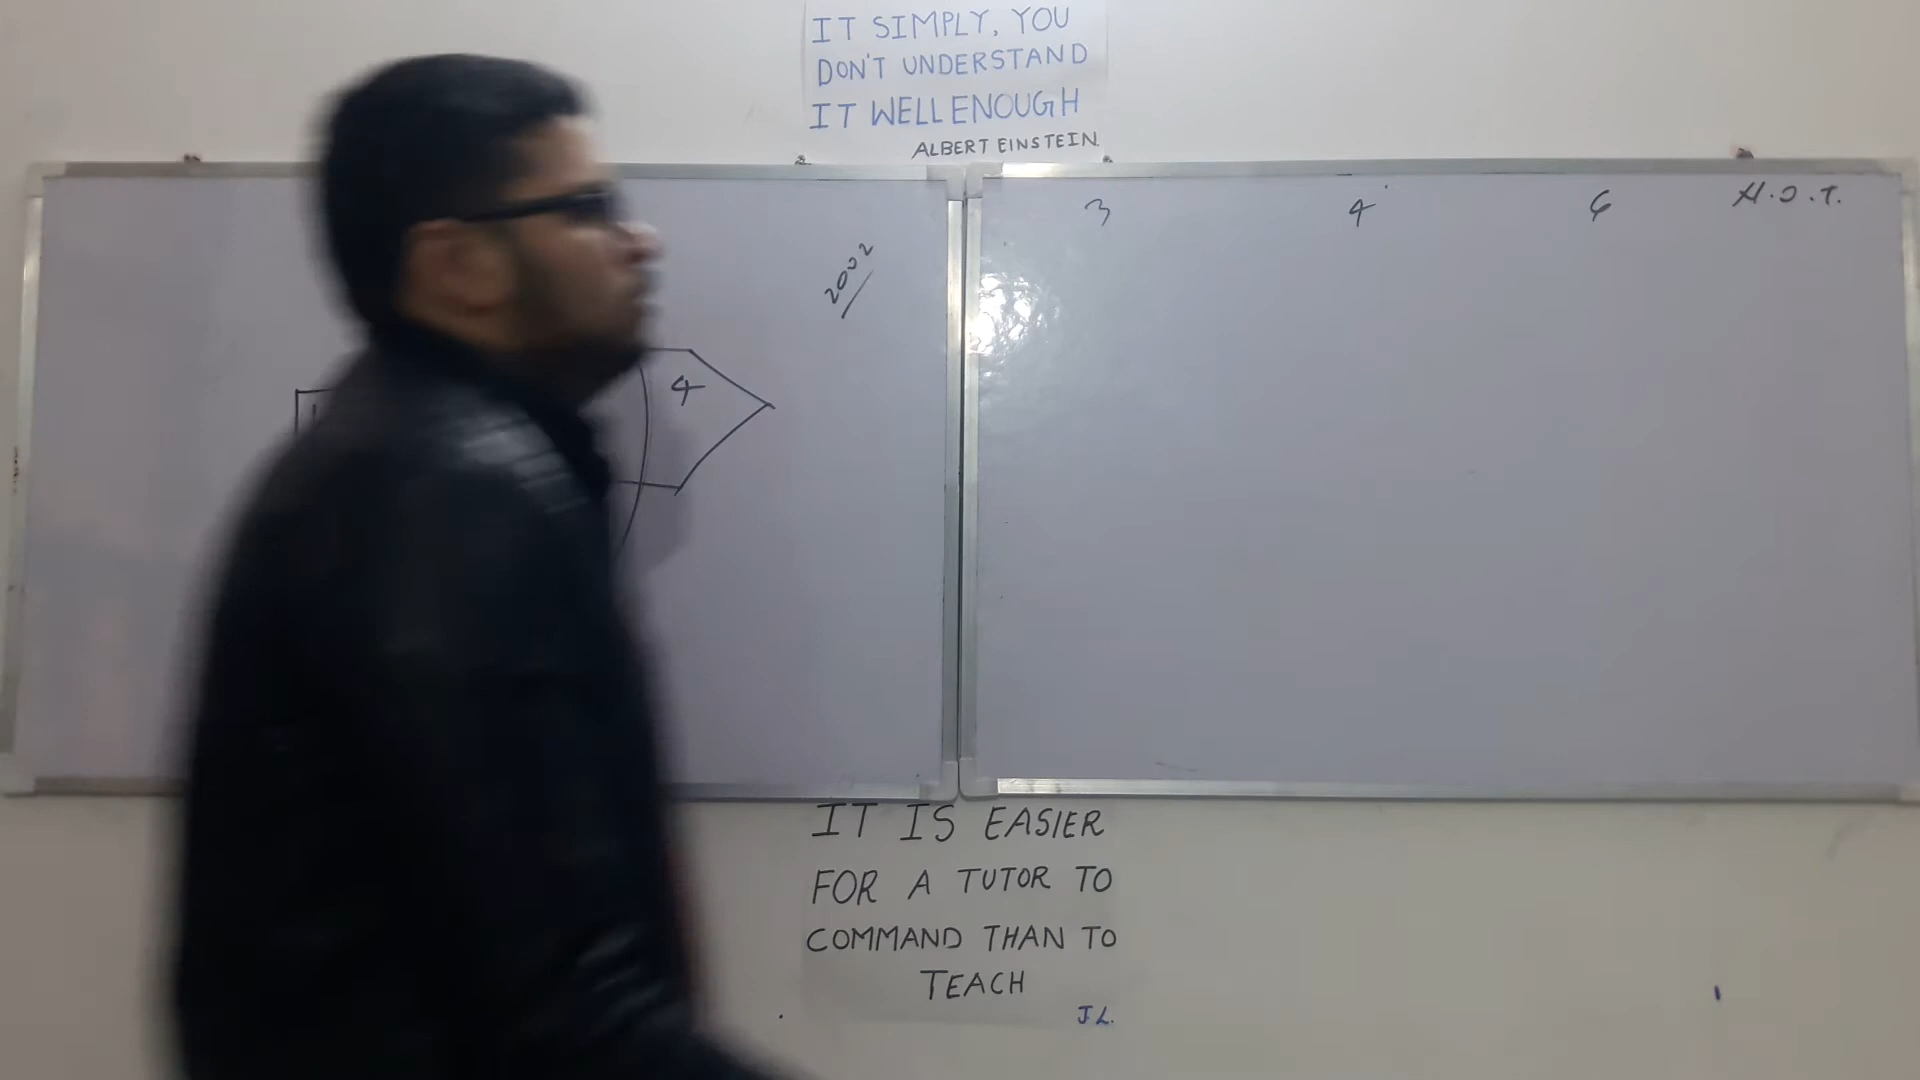 IT SIMPLY, YOU
DON'T UNDERSTAND
IT WELL ENOUGH
ALBERT EINSTEIN.
2002
4
3 4 6 H.O.T.
IT IS EASIER
FOR A TUTOR TO
COMMAND THAN TO
TEACH
J.L.